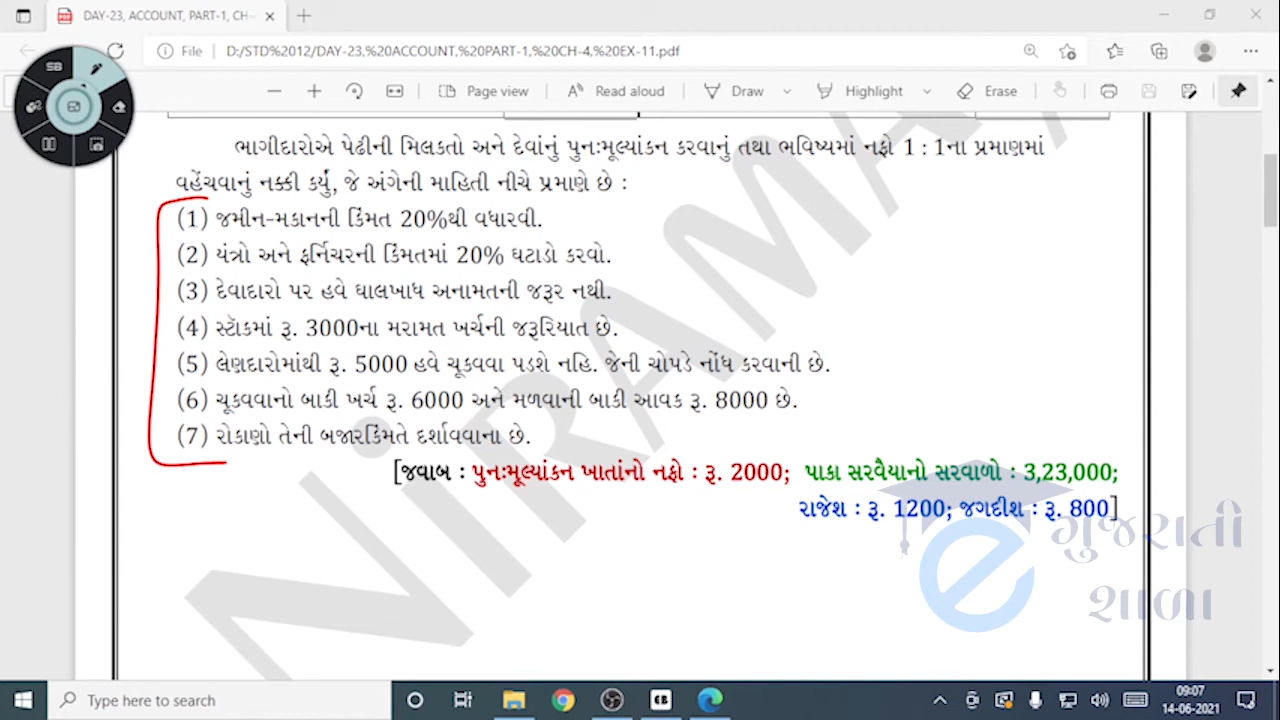 DAY-23, ACCOUNT, PART-1, CH-
File D:/STD%2012/DAY-23,%20ACCOUNT,%20PART-1,%20CH-4,%20EX-11.pdf
SB
Page view Read aloud Draw Highlight Erase
ભાગીદારોએ પેઢીની મિલકતો અને દેવાંનું પુનઃમૂલ્યાંકન કરવાનું તથા ભવિષ્યમાં નફો 1 : 1ના પ્રમાણમાં
વહેંચવાનું નક્કી કર્યું, જે અંગેની માહિતી નીચે પ્રમાણે છે :
(1) જમીન-મકાનની કિંમત 20%થી વધારવી.
(2) યંત્રો અને ફર્નિચરની કિંમતમાં 20% ઘટાડો કરવો.
(3) દેવાદારો પર હવે ઘાલખાધ અનામતની જરૂર નથી.
(4) સ્ટૉકમાં રૂ. 3000ના મરામત ખર્ચની જરૂરિયાત છે.
(5) લેણદારોમાંથી રૂ. 5000 હવે ચૂકવવા પડશે નહિ. જેની ચોપડે નોંધ કરવાની છે.
(6) ચૂકવવાનો બાકી ખર્ચ રૂ. 6000 અને મળવાની બાકી આવક રૂ. 8000 છે.
(7) રોકાણો તેની બજારકિંમતે દર્શાવવાના છે.
[જવાબ : પુનઃમૂલ્યાંકન ખાતાંનો નફો : રૂ. 2000; પાકા સરવૈયાનો સરવાળો : 3,23,000;
રાજેશ : રૂ. 1200; જગદીશ : રૂ. 800]
NIRAMA
e ગુજરાતી
શાળા
Type here to search
09:07
14-06-2021